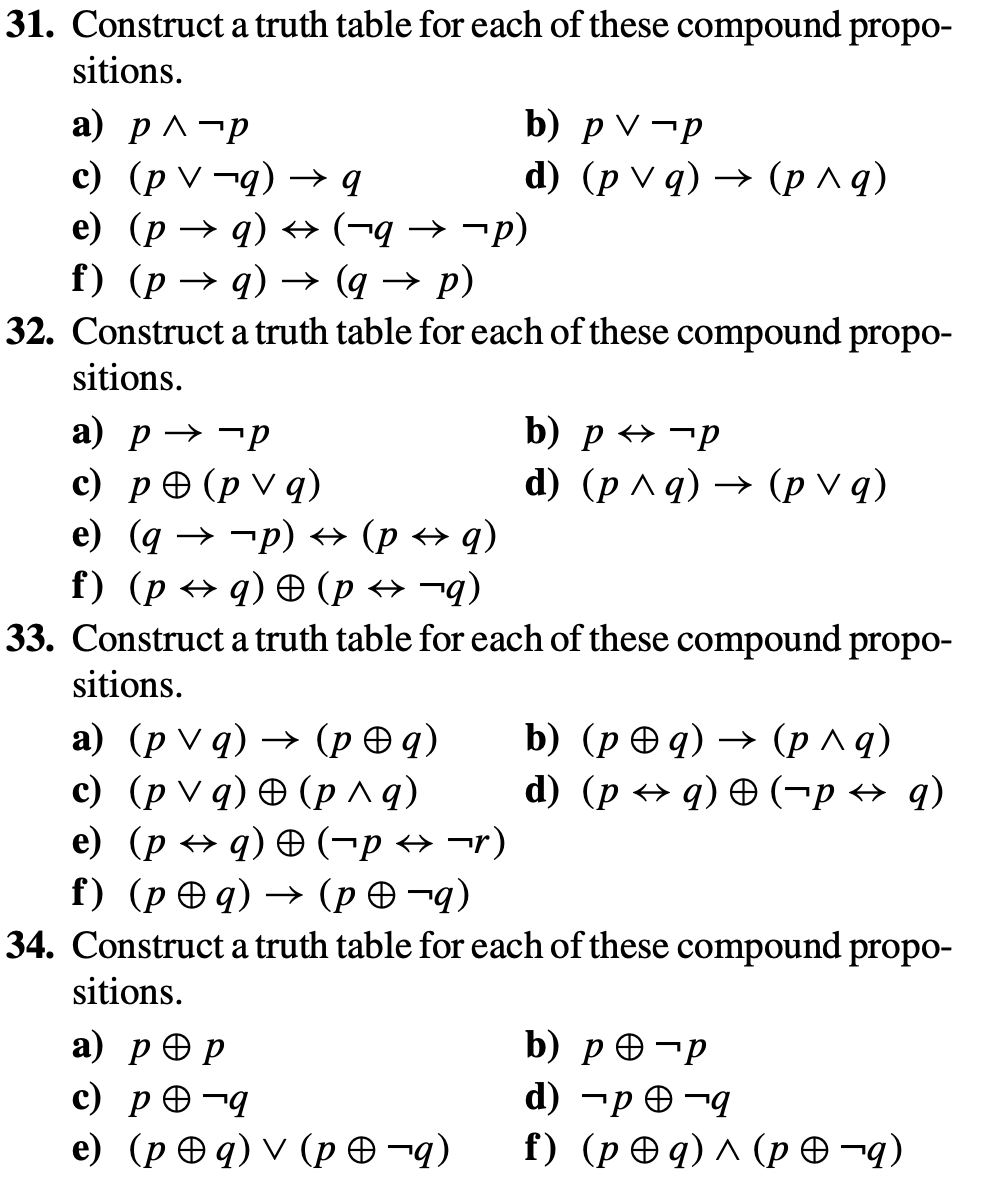 31. Construct a truth table for each of these compound propo-
sitions.
a) p ∧ ¬p b) p ∨ ¬p
c) (p ∨ ¬q) → q d) (p ∨ q) → (p ∧ q)
e) (p → q) ↔ (¬q → ¬p)
f) (p → q) → (q → p)
32. Construct a truth table for each of these compound propo-
sitions.
a) p → ¬p b) p ↔ ¬p
c) p ⊕ (p ∨ q) d) (p ∧ q) → (p ∨ q)
e) (q → ¬p) ↔ (p ↔ q)
f) (p ↔ q) ⊕ (p ↔ ¬q)
33. Construct a truth table for each of these compound propo-
sitions.
a) (p ∨ q) → (p ⊕ q) b) (p ⊕ q) → (p ∧ q)
c) (p ∨ q) ⊕ (p ∧ q) d) (p ↔ q) ⊕ (¬p ↔ q)
e) (p ↔ q) ⊕ (¬p ↔ ¬r)
f) (p ⊕ q) → (p ⊕ ¬q)
34. Construct a truth table for each of these compound propo-
sitions.
a) p ⊕ p b) p ⊕ ¬p
c) p ⊕ ¬q d) ¬p ⊕ ¬q
e) (p ⊕ q) ∨ (p ⊕ ¬q) f) (p ⊕ q) ∧ (p ⊕ ¬q)